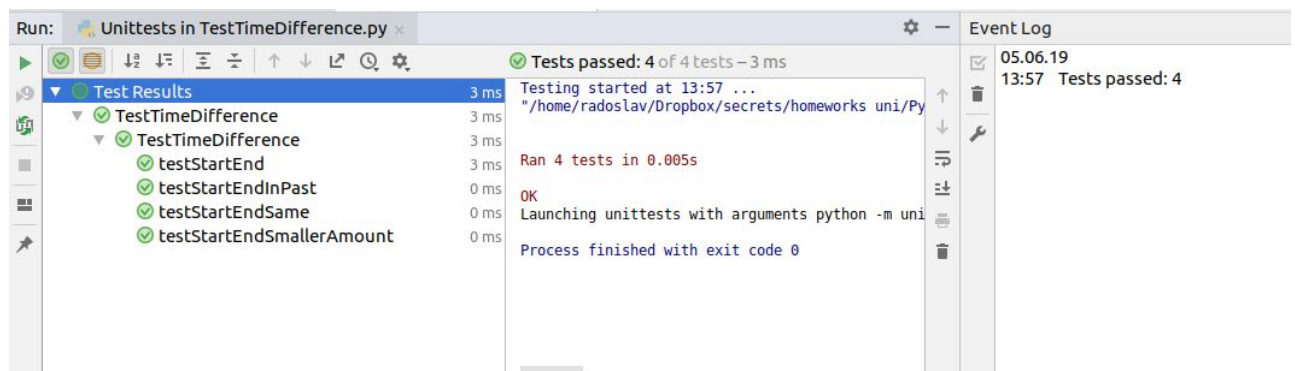 Run: Unittests in TestTimeDifference.py ×
Tests passed: 4 of 4 tests – 3 ms
Test Results 3 ms
TestTimeDifference 3 ms
TestTimeDifference 3 ms
testStartEnd 3 ms
testStartEndInPast 0 ms
testStartEndSame 0 ms
testStartEndSmallerAmount 0 ms
Testing started at 13:57 ...
"/home/radoslav/Dropbox/secrets/homeworks uni/Py
Ran 4 tests in 0.005s
OK
Launching unittests with arguments python -m uni
Process finished with exit code 0
Event Log
05.06.19
13:57 Tests passed: 4